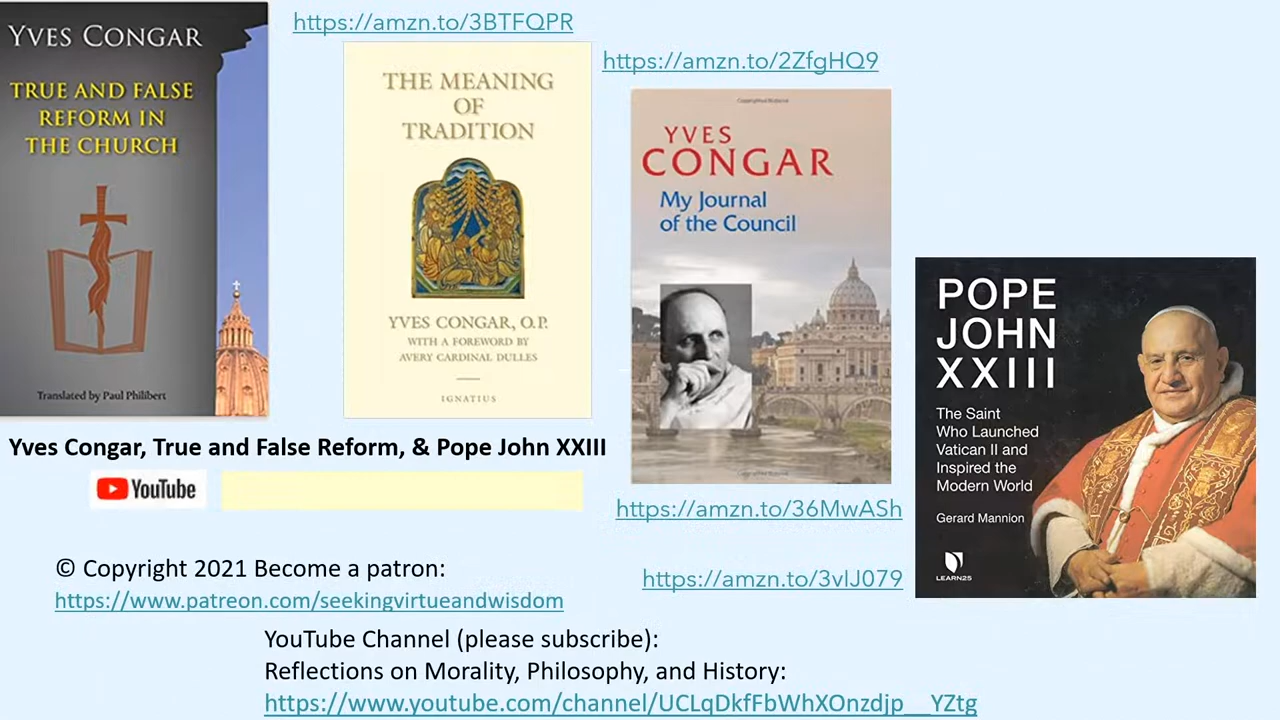 YVES CONGAR
TRUE AND FALSE
REFORM IN
THE CHURCH
Translated by Paul Philibert
https://amzn.to/3BTFQPR
THE MEANING
OF
TRADITION
YVES CONGAR, O.P.
WITH A FOREWORD BY
AVERY CARDINAL DULLES
IGNATIUS
https://amzn.to/2ZfgHQ9
Copyrighted Material
YVES
CONGAR
My Journal
of the Council
Copyrighted Material
POPE
JOHN
XXIII
The Saint
Who Launched
Vatican II and
Inspired the
Modern World
Gerard Mannion
LEARN25
Yves Congar, True and False Reform, & Pope John XXIII
YouTube
https://amzn.to/36MwASh
https://amzn.to/3vIJ079
© Copyright 2021 Become a patron:
https://www.patreon.com/seekingvirtueandwisdom
YouTube Channel (please subscribe):
Reflections on Morality, Philosophy, and History:
https://www.youtube.com/channel/UCLqDkfFbWhXOnzdjp__YZtg